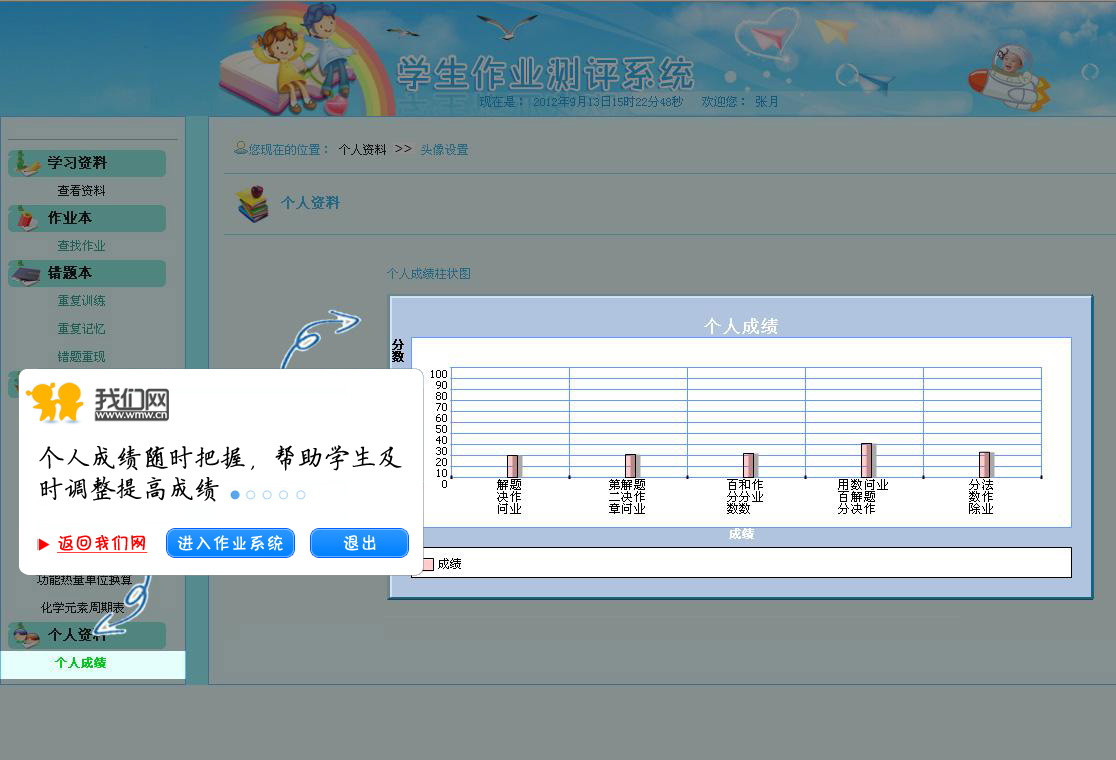 学生作业测评系统
现在是： 2012年9月13日15时22分48秒 欢迎您： 张月
您现在的位置： 个人资料 >> 头像设置
个人资料
学习资料
查看资料
作业本
查找作业
错题本
重复训练
重复记忆
错题重现
我们网
www.wmw.cn
个人成绩随时把握，帮助学生及
时调整提高成绩
返回我们网 进入作业系统 退出
功能热量单位换算
化学元素周期表
个人资料
个人成绩
个人成绩柱状图
个人成绩
分数
100
90
80
70
60
50
40
30
20
10
0
解题决作问业
第解题二决作章问业
百和作分分业数数
用数问业百解题分决作
分法数作除业
成绩
成绩